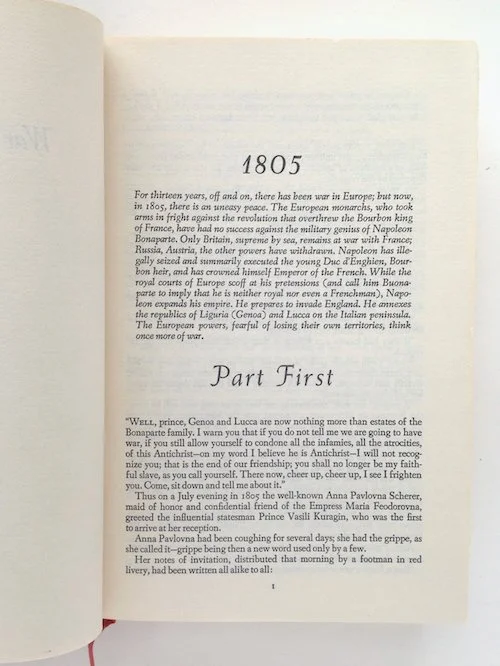 War
1805
For thirteen years, off and on, there has been war in Europe; but now,
in 1805, there is an uneasy peace. The European monarchs, who took
arms in fright against the revolution that overthrew the Bourbon king
of France, have had no success against the military genius of Napoleon
Bonaparte. Only Britain, supreme by sea, remains at war with France;
Russia, Austria, the other powers have withdrawn. Napoleon has ille-
gally seized and summarily executed the young Duc d'Enghien, Bour-
bon heir, and has crowned himself Emperor of the French. While the
royal courts of Europe scoff at his pretensions (and call him Buona-
parte to imply that he is neither royal nor even a Frenchman), Napo-
leon expands his empire. He prepares to invade England. He annexes
the republics of Liguria (Genoa) and Lucca on the Italian peninsula.
The European powers, fearful of losing their own territories, think
once more of war.
Part First
"WELL, prince, Genoa and Lucca are now nothing more than estates of the
Bonaparte family. I warn you that if you do not tell me we are going to have
war, if you still allow yourself to condone all the infamies, all the atrocities,
of this Antichrist—on my word I believe he is Antichrist—I will not recog-
nize you; that is the end of our friendship; you shall no longer be my faith-
ful slave, as you call yourself. There now, cheer up, cheer up, I see I frighten
you. Come, sit down and tell me about it."
Thus on a July evening in 1805 the well-known Anna Pavlovna Scherer,
maid of honor and confidential friend of the Empress Maria Feodorovna,
greeted the influential statesman Prince Vasili Kuragin, who was the first
to arrive at her reception.
Anna Pavlovna had been coughing for several days; she had the grippe, as
she called it—grippe being then a new word used only by a few.
Her notes of invitation, distributed that morning by a footman in red
livery, had been written all alike to all:
1